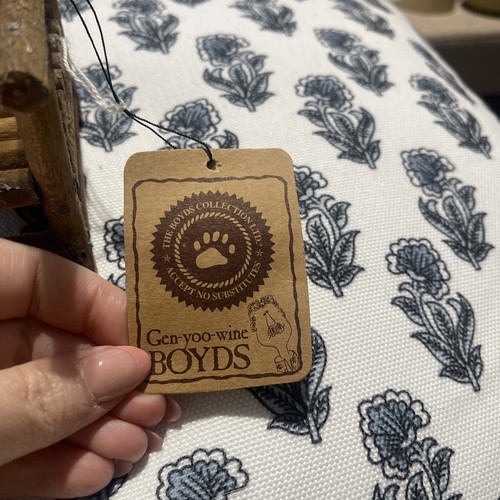 THE BOYDS COLLECTION LTD.
ACCEPT NO SUBSTITUTES
Gen-yoo-wine
BOYDS